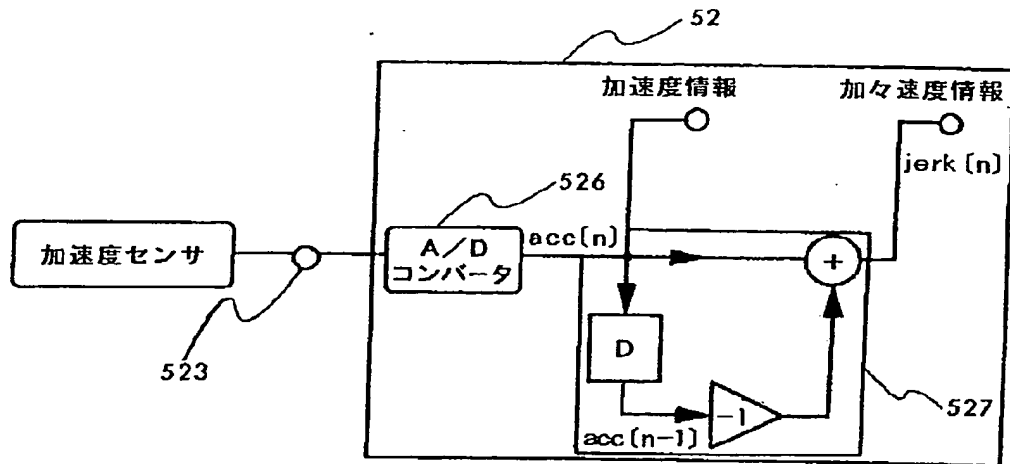 52
加速度情報
加々速度情報
jerk[n]
526
加速度センサ
A/D
コンバータ
acc[n]
+
523
D
-1
acc[n-1]
527